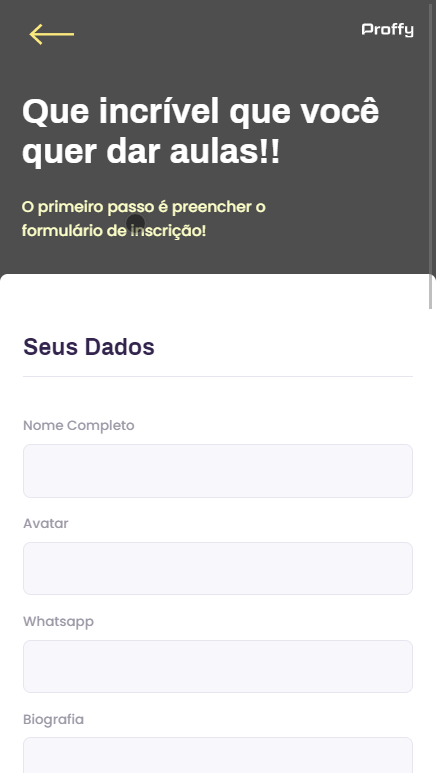 Proffy
Que incrível que você
quer dar aulas!!
O primeiro passo é preencher o
formulário de inscrição!
Seus Dados
Nome Completo
Avatar
Whatsapp
Biografia